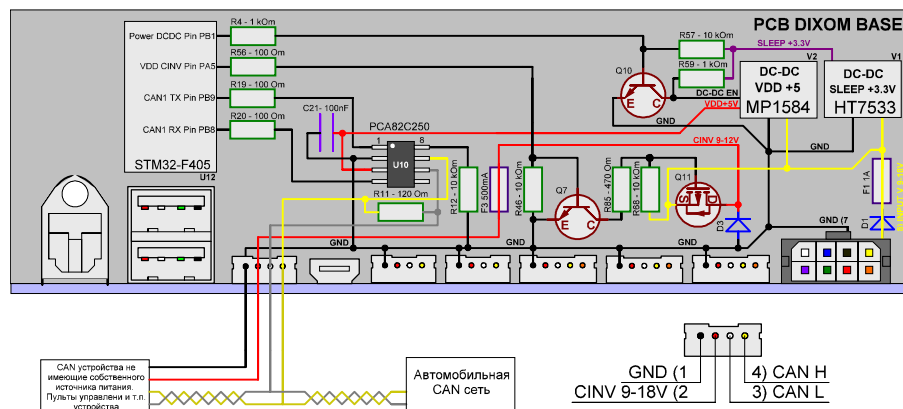 PCB DIXOM BASE
R4 - 1 kOm
Power DCDC Pin PB1
R56 - 100 Om
VDD CINV Pin PA5
R19 - 100 Om
CAN1 TX Pin PB9
R20 - 100 Om
CAN1 RX Pin PB8
STM32-F405
U12
R57 - 10 kOm
SLEEP +3.3V
R59 - 1 kOm
Q10
E
C
DC-DC EN
VDD+5V
GND
V2
DC-DC
VDD +5
MP1584
V1
DC-DC
SLEEP +3.3V
HT7533
GND
C21- 100nF
PCA82C250
1
8
U10
R11 - 120 Om
R12 - 10 kOm
F3 500mA
CINV 9-12V
R46 - 10 kOm
Q7
E
C
R85 - 470 Om
R68 - 10 kOm
Q11
S
D
D3
F1 1A
D1
GND (7
GND
GND
GND
GND
CAN устройства не
имеющие собственного
источника питания.
Пульты управлени и т.п.
устройства
Автомобильная
CAN сеть
GND (1
CINV 9-18V (2
4) CAN H
3) CAN L